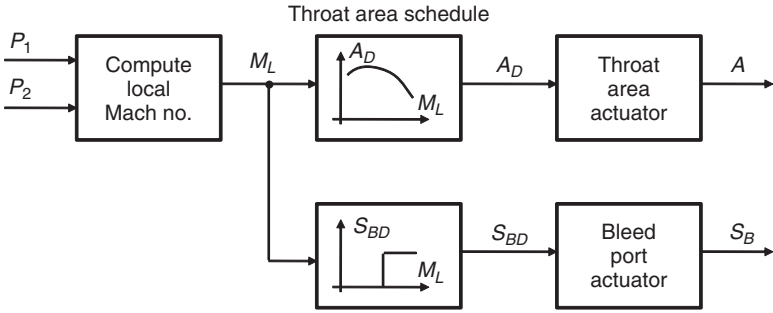 Throat area schedule
P1
P2
Compute
local
Mach no.
ML
AD
ML
AD
Throat
area
actuator
A
SBD
ML
SBD
Bleed
port
actuator
SB